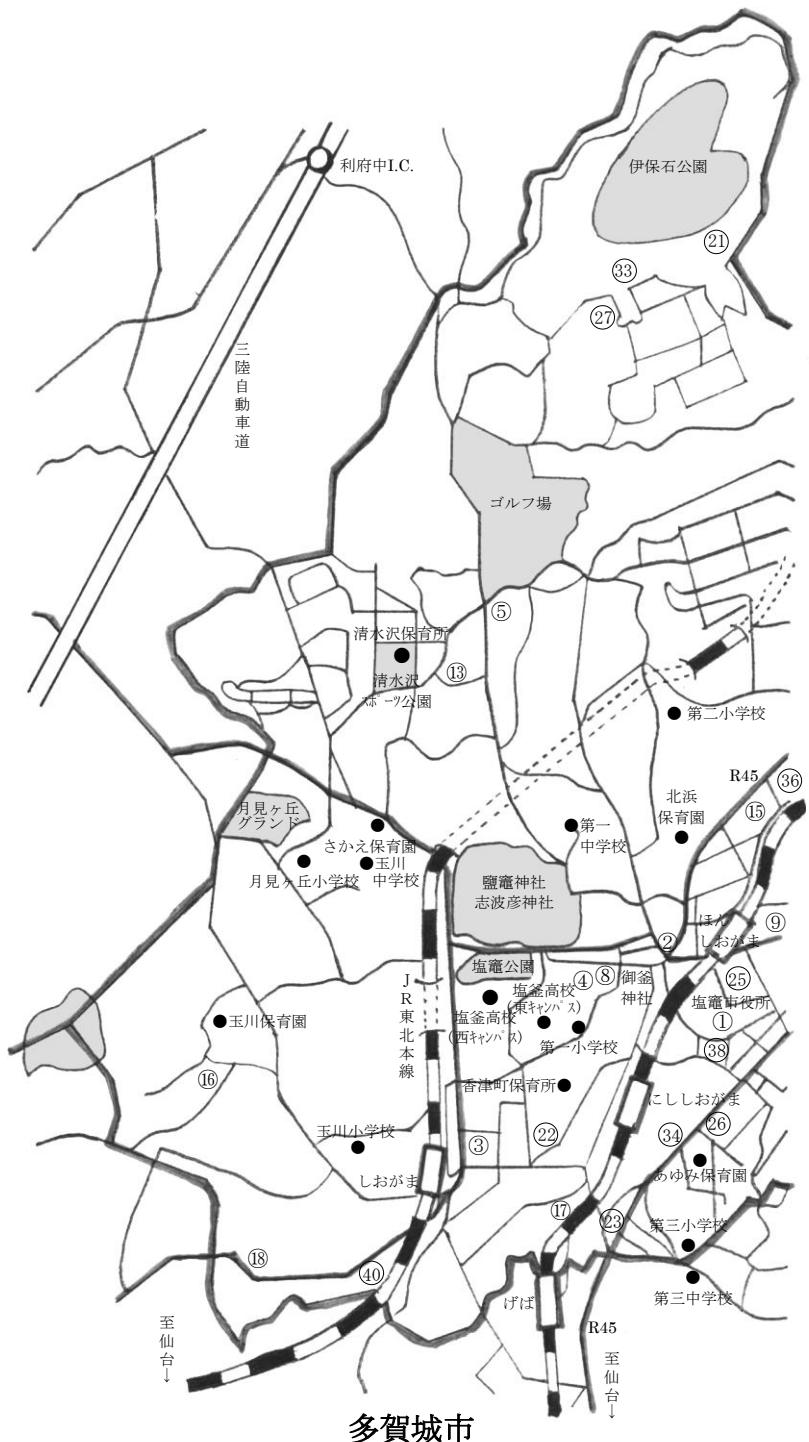 利府中I.C.
伊保石公園
㉑
㉝
㉗
三陸自動車道
ゴルフ場
⑤
清水沢保育所
清水沢
スポーツ公園
⑬
第二小学校
R45
㊱
⑮
北浜
保育園
月見ヶ丘
グランド
さかえ保育園
月見ヶ丘小学校
玉川
中学校
第一
中学校
鹽竈神社
志波彦神社
ほん
しおがま
⑨
②
塩竈公園
塩釜高校
(東キャンパス)
塩釜高校
(西キャンパス)
④
⑧
御釜
神社
㉕
塩竈市役所
①
㊳
第一小学校
JR東北本線
玉川保育園
⑯
香津町保育所
にししおがま
㉖
㉞
あゆみ保育園
玉川小学校
しおがま
③
㉒
⑰
㉓
第三小学校
第三中学校
⑱
㊵
げば
R45
至仙台→
至仙台→
多賀城市